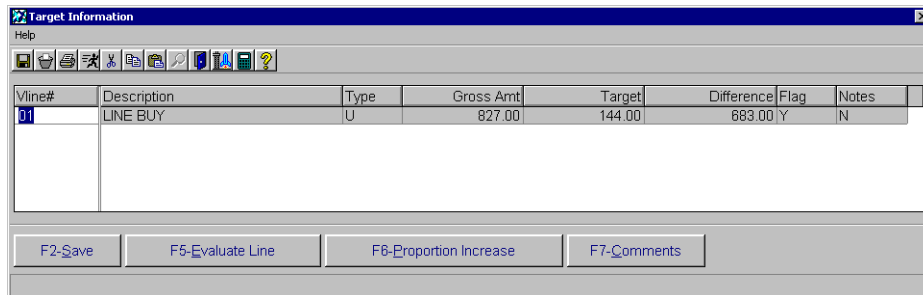 Target Information
Help
Vline# Description Type Gross Amt Target Difference Flag Notes
01 LINE BUY U 827.00 144.00 683.00 Y N
F2-Save F5-Evaluate Line F6-Proportion Increase F7-Comments